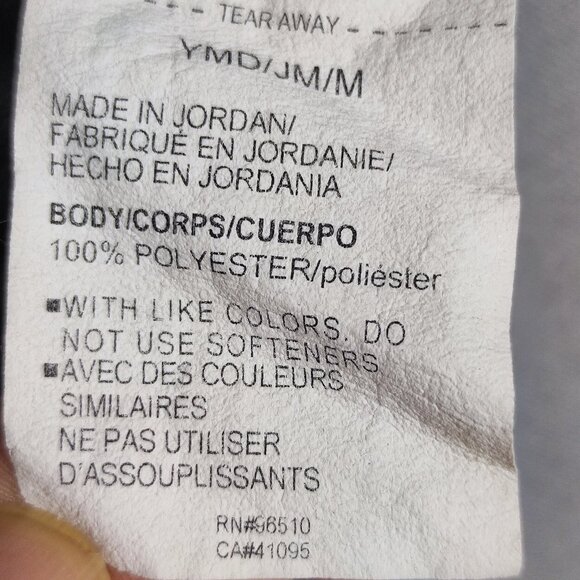 TEAR AWAY
YMD/JM/M
MADE IN JORDAN/
FABRIQUÉ EN JORDANIE/
HECHO EN JORDANIA
BODY/CORPS/CUERPO
100% POLYESTER/poliéster
▪WITH LIKE COLORS. DO
NOT USE SOFTENERS
▪AVEC DES COULEURS
SIMILAIRES
NE PAS UTILISER
D'ASSOUPLISSANTS
RN#96510
CA#41095